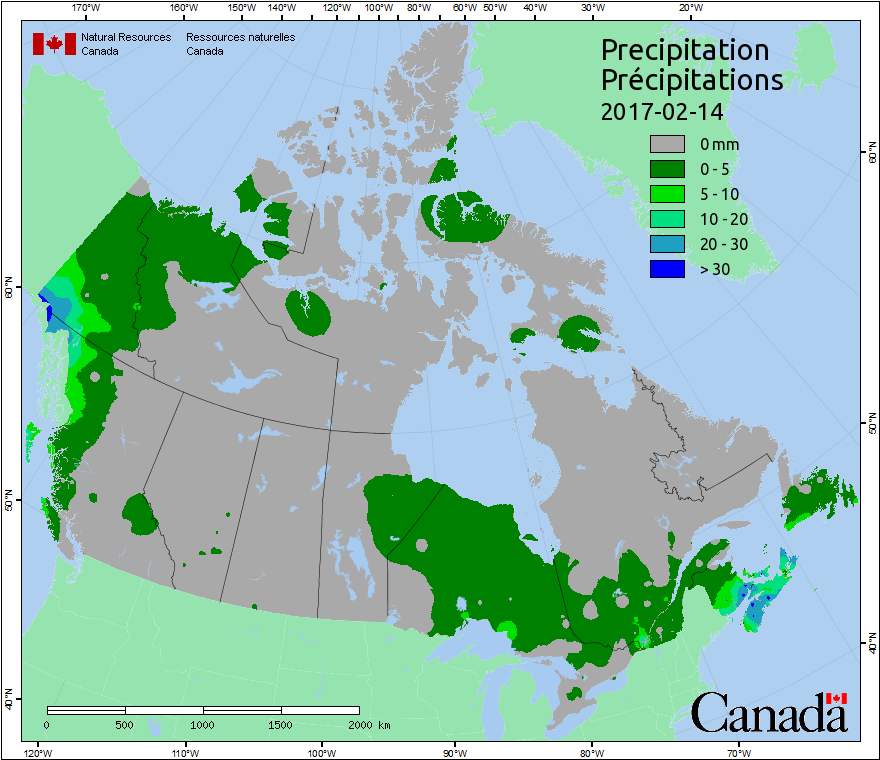 170°W 160°W 150°W 140°W 120°W 100°W 80°W 60°W 50°W 40°W 30°W 20°W
Natural Resources Ressources naturelles
Canada Canada
Precipitation
Précipitations
2017-02-14
0 mm
0 - 5
5 - 10
10 - 20
20 - 30
> 30
60°N
60°N
50°N
50°N
40°N
40°N
0 500 1000 1500 2000 km
Canada
120°W 110°W 100°W 90°W 80°W 70°W